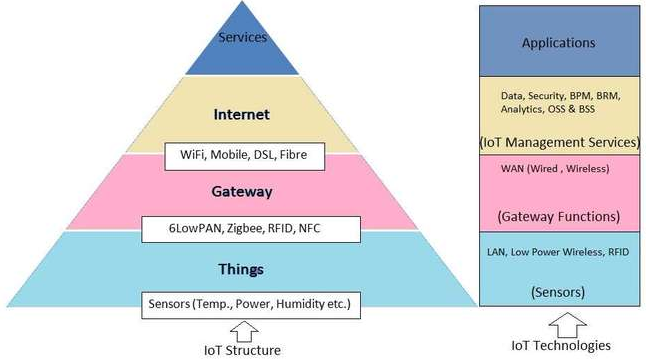 Services
Internet
WiFi, Mobile, DSL, Fibre
Gateway
6LowPAN, Zigbee, RFID, NFC
Things
Sensors (Temp., Power, Humidity etc.)
IoT Structure
Applications
Data, Security, BPM, BRM,
Analytics, OSS & BSS
(IoT Management Services)
WAN (Wired , Wireless)
(Gateway Functions)
LAN, Low Power Wireless, RFID
(Sensors)
IoT Technologies